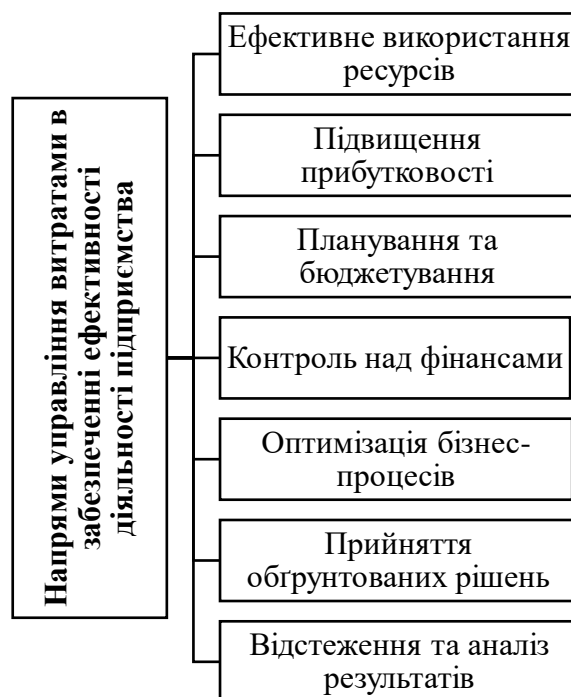 Напрями управління витратами в
забезпеченні ефективності
діяльності підприємства
Ефективне використання
ресурсів
Підвищення
прибутковості
Планування та
бюджетування
Контроль над фінансами
Оптимізація бізнес-
процесів
Прийняття
обґрунтованих рішень
Відстеження та аналіз
результатів